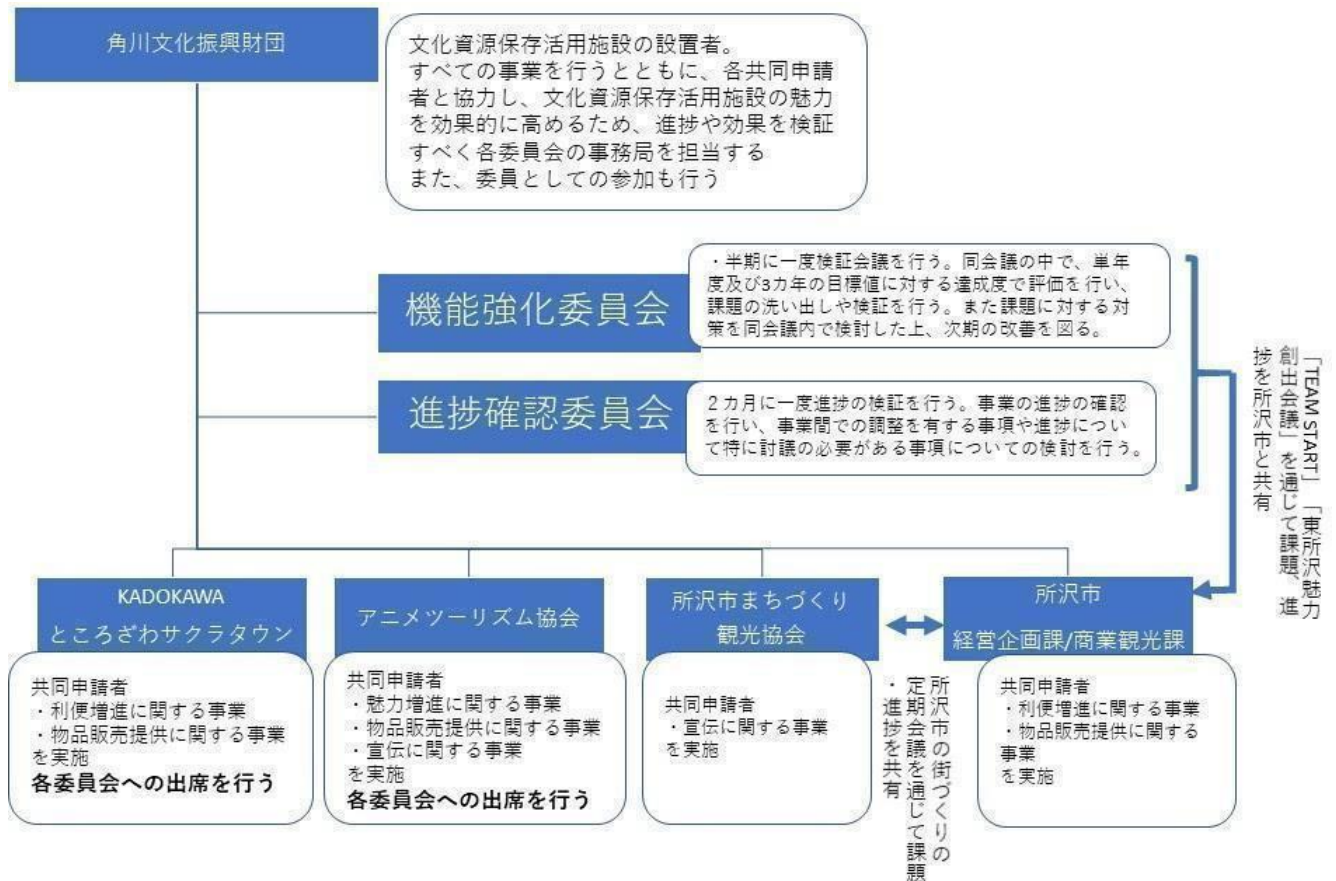 角川文化振興財団
文化資源保存活用施設の設置者。
すべての事業を行うとともに、各共同申請
者と協力し、文化資源保存活用施設の魅力
を効果的に高めるため、進捗や効果を検証
すべく各委員会の事務局を担当する
また、委員としての参加も行う
機能強化委員会
・半期に一度検証会議を行う。同会議の中で、単年
度及び3カ年の目標値に対する達成度で評価を行い、
課題の洗い出しや検証を行う。また課題に対する対
策を同会議内で検討した上、次期の改善を図る。
進捗確認委員会
２カ月に一度進捗の検証を行う。事業の進捗の確認
を行い、事業間での調整を有する事項や進捗につい
て特に討議の必要がある事項についての検討を行う。
「TEAM START」「東所沢魅力
創出会議」を通じて課題、進
捗を所沢市と共有
KADOKAWA
ところざわサクラタウン
共同申請者
・利便増進に関する事業
・物品販売提供に関する事業
を実施
各委員会への出席を行う
アニメツーリズム協会
共同申請者
・魅力増進に関する事業
・物品販売提供に関する事業
・宣伝に関する事業
を実施
各委員会への出席を行う
所沢市まちづくり
観光協会
共同申請者
・宣伝に関する事業
を実施
所沢市の街づくりの
定期会議を通じて課題
・進捗を共有
所沢市
経営企画課/商業観光課
共同申請者
・利便増進に関する事業
・物品販売提供に関する
事業
を実施